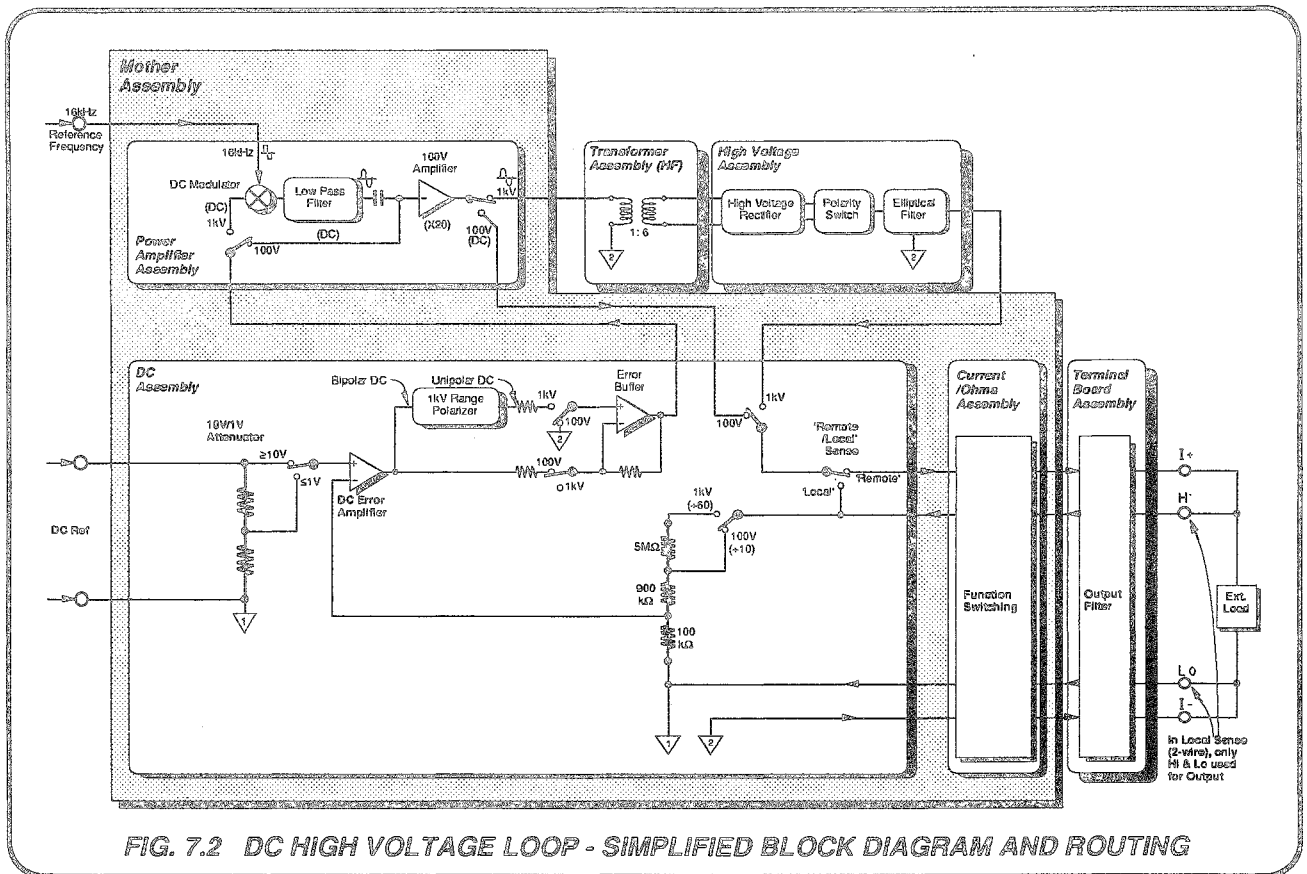 Mother
Assembly
16kHz
Reference
Frequency
16kHz
DC Modulator
(DC)
1kV
Low Pass
Filter
(DC)
100V
Amplifier
(X20)
1kV
100V
(DC)
100V
Power
Amplifier
Assembly
Transformer
Assembly (HF)
1:6
2
High Voltage
Assembly
High Voltage
Rectifier
Polarity
Switch
Elliptical
Filter
2
DC
Assembly
Bipolar DC
1kV Range
Polarizer
Unipolar DC
1kV
100V
2
Error
Buffer
10V/1V
Attenuator
≥10V
≤1V
DC Error
Amplifier
100V
1kV
DC Ref
1
1kV
100V
'Remote
/Local'
Sense
'Remote'
'Local'
1kV
(÷60)
100V
(÷10)
5MΩ
900
kΩ
100
kΩ
1
2
Current
/Ohms
Assembly
Function
Switching
Terminal
Board
Assembly
Output
Filter
I+
Hi
Ext.
Load
Lo
I-
In Local Sense
(2-wire), only
Hi & Lo used
for Output
FIG. 7.2 DC HIGH VOLTAGE LOOP - SIMPLIFIED BLOCK DIAGRAM AND ROUTING